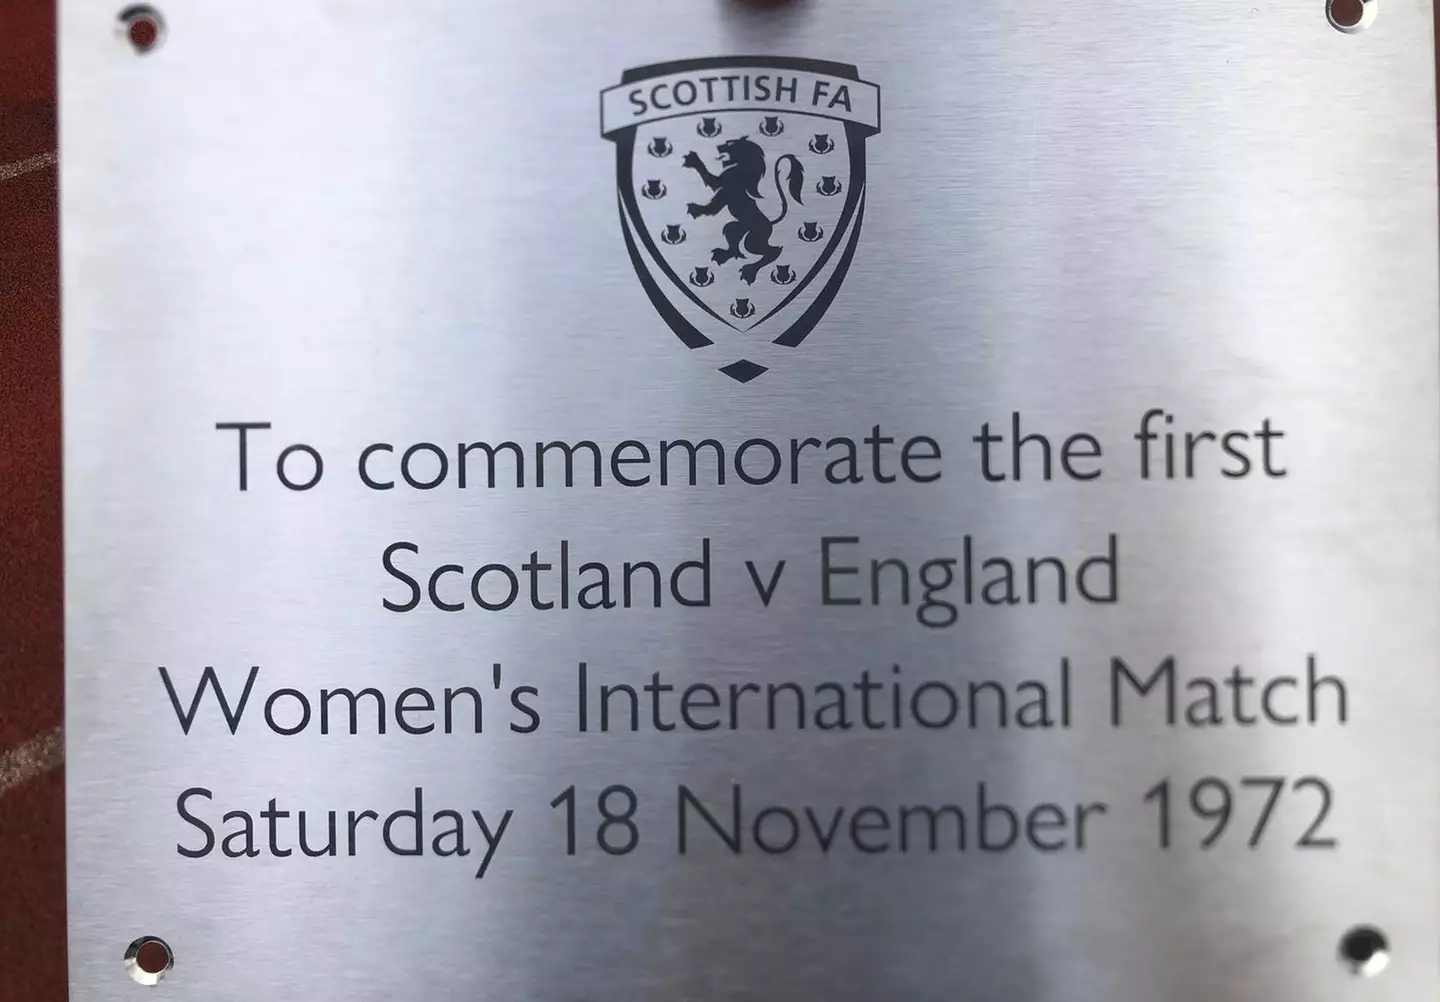 SCOTTISH FA
To commemorate the first
Scotland v England
Women's International Match
Saturday 18 November 1972